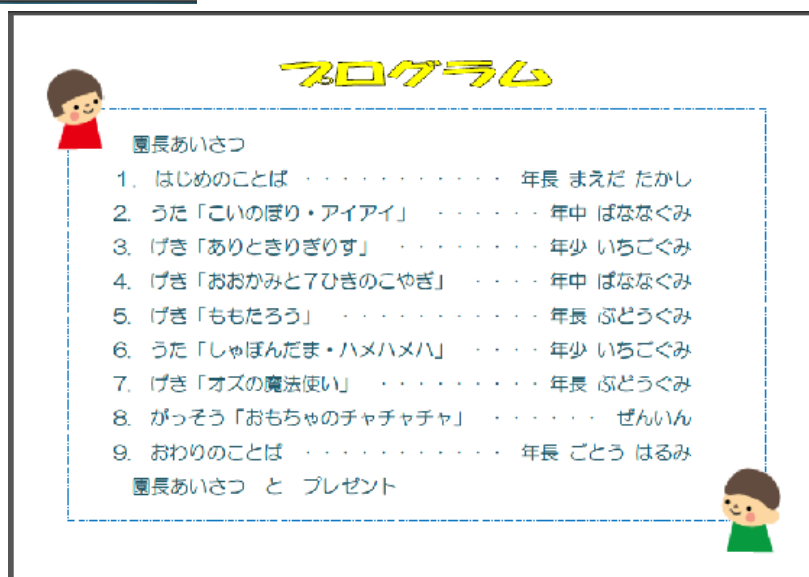 プログラム
園長あいさつ
1. はじめのことば ・・・・・・・・・・・ 年長 まえだ たかし
2. うた「こいのぼり・アイアイ」 ・・・・・・ 年中 ばななぐみ
3. げき「ありときりぎりす」 ・・・・・・・・ 年少 いちごぐみ
4. げき「おおかみと7ひきのこやぎ」 ・・・・ 年中 ばななぐみ
5. げき「ももたろう」 ・・・・・・・・・・・ 年長 ぶどうぐみ
6. うた「しゃぼんだま・ハメハメハ」 ・・・・ 年少 いちごぐみ
7. げき「オズの魔法使い」 ・・・・・・・・・ 年長 ぶどうぐみ
8. がっそう「おもちゃのチャチャチャ」 ・・・・・・ ぜんいん
9. おわりのことば ・・・・・・・・・・・ 年長 ごとう はるみ
園長あいさつ と プレゼント